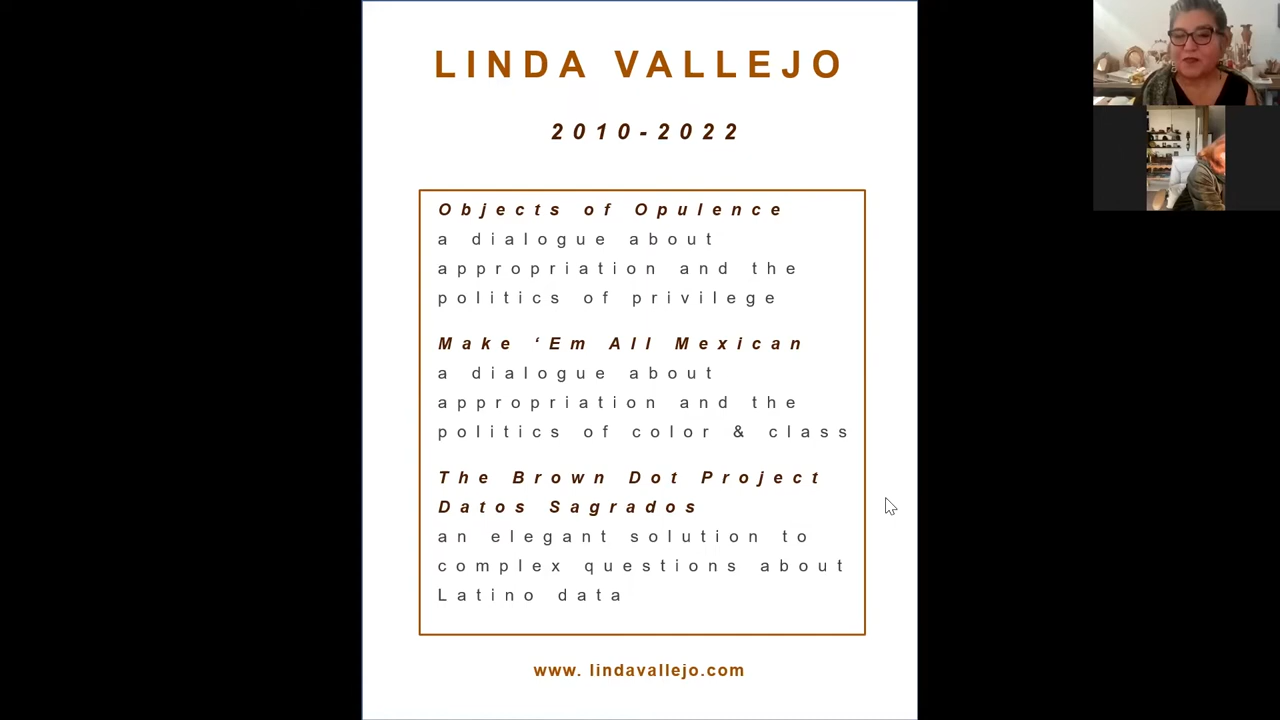 LINDA VALLEJO
2010-2022
Objects of Opulence
a dialogue about
appropriation and the
politics of privilege
Make ‘Em All Mexican
a dialogue about
appropriation and the
politics of color & class
The Brown Dot Project
Datos Sagrados
an elegant solution to
complex questions about
Latino data
www. lindavallejo.com